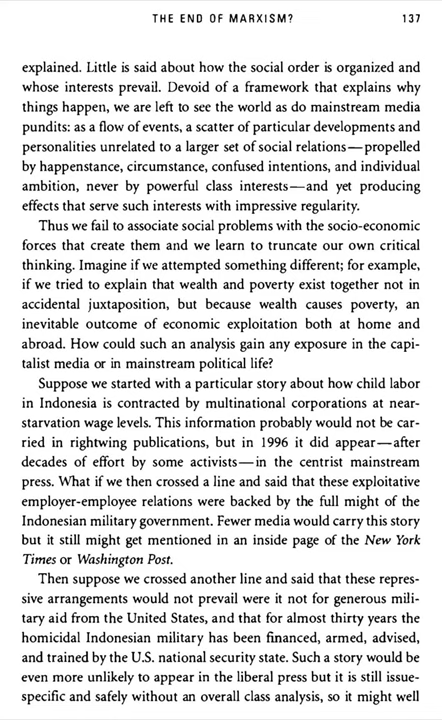 THE END OF MARXISM? 137
explained. Little is said about how the social order is organized and
whose interests prevail. Devoid of a framework that explains why
things happen, we are left to see the world as do mainstream media
pundits: as a flow of events, a scatter of particular developments and
personalities unrelated to a larger set of social relations—propelled
by happenstance, circumstance, confused intentions, and individual
ambition, never by powerful class interests—and yet producing
effects that serve such interests with impressive regularity.
Thus we fail to associate social problems with the socio-economic
forces that create them and we learn to truncate our own critical
thinking. Imagine if we attempted something different; for example,
if we tried to explain that wealth and poverty exist together not in
accidental juxtaposition, but because wealth causes poverty, an
inevitable outcome of economic exploitation both at home and
abroad. How could such an analysis gain any exposure in the capi-
talist media or in mainstream political life?
Suppose we started with a particular story about how child labor
in Indonesia is contracted by multinational corporations at near-
starvation wage levels. This information probably would not be car-
ried in rightwing publications, but in 1996 it did appear—after
decades of effort by some activists—in the centrist mainstream
press. What if we then crossed a line and said that these exploitative
employer-employee relations were backed by the full might of the
Indonesian military government. Fewer media would carry this story
but it still might get mentioned in an inside page of the New York
Times or Washington Post.
Then suppose we crossed another line and said that these repres-
sive arrangements would not prevail were it not for generous mili-
tary aid from the United States, and that for almost thirty years the
homicidal Indonesian military has been financed, armed, advised,
and trained by the U.S. national security state. Such a story would be
even more unlikely to appear in the liberal press but it is still issue-
specific and safely without an overall class analysis, so it might well